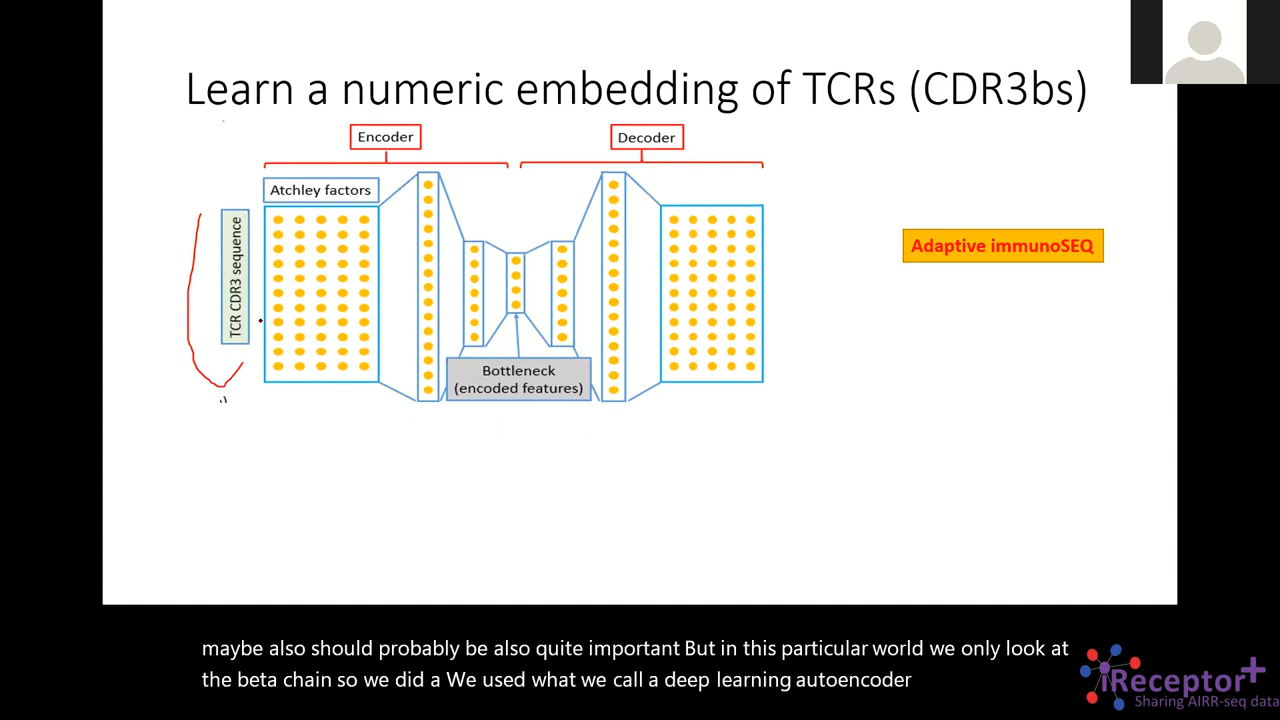 Learn a numeric embedding of TCRs (CDR3bs)
Encoder
Decoder
Atchley factors
TCR CDR3 sequence
Adaptive immunoSEQ
Bottleneck
(encoded features)
maybe also should probably be also quite important But in this particular world we only look at
the beta chain so we did a We used what we call a deep learning autoencoder
iReceptor+
Sharing AIRR-seq data